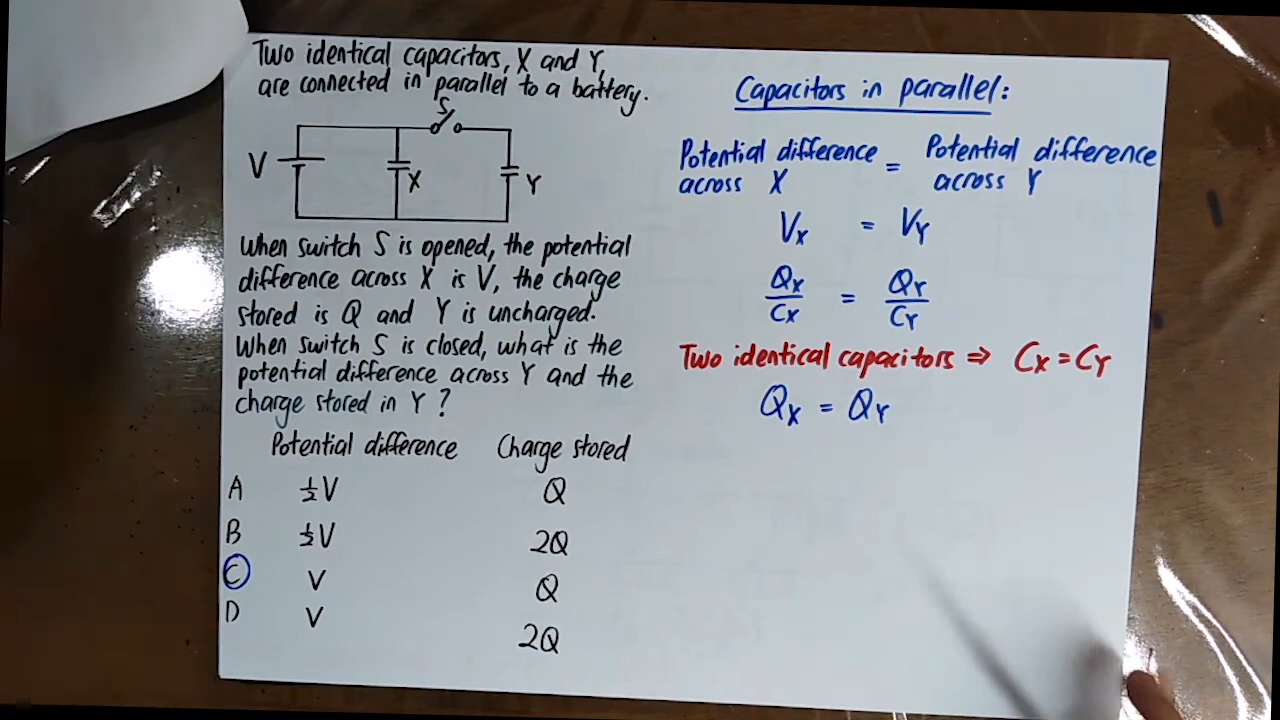 Two identical capacitors, X and Y,
are connected in parallel to a battery.
S
V
X
Y
When switch S is opened, the potential
difference across X is V, the charge
stored is Q and Y is uncharged.
When switch S is closed, what is the
potential difference across Y and the
charge stored in Y?
Potential difference Charge stored
A ½V Q
B ½V 2Q
C V Q
D V 2Q
Capacitors in parallel:
Potential difference = Potential difference
across X across Y
Vx = VY
Qx/Cx = QY/CY
Two identical capacitors ⇒ Cx = CY
Qx = QY